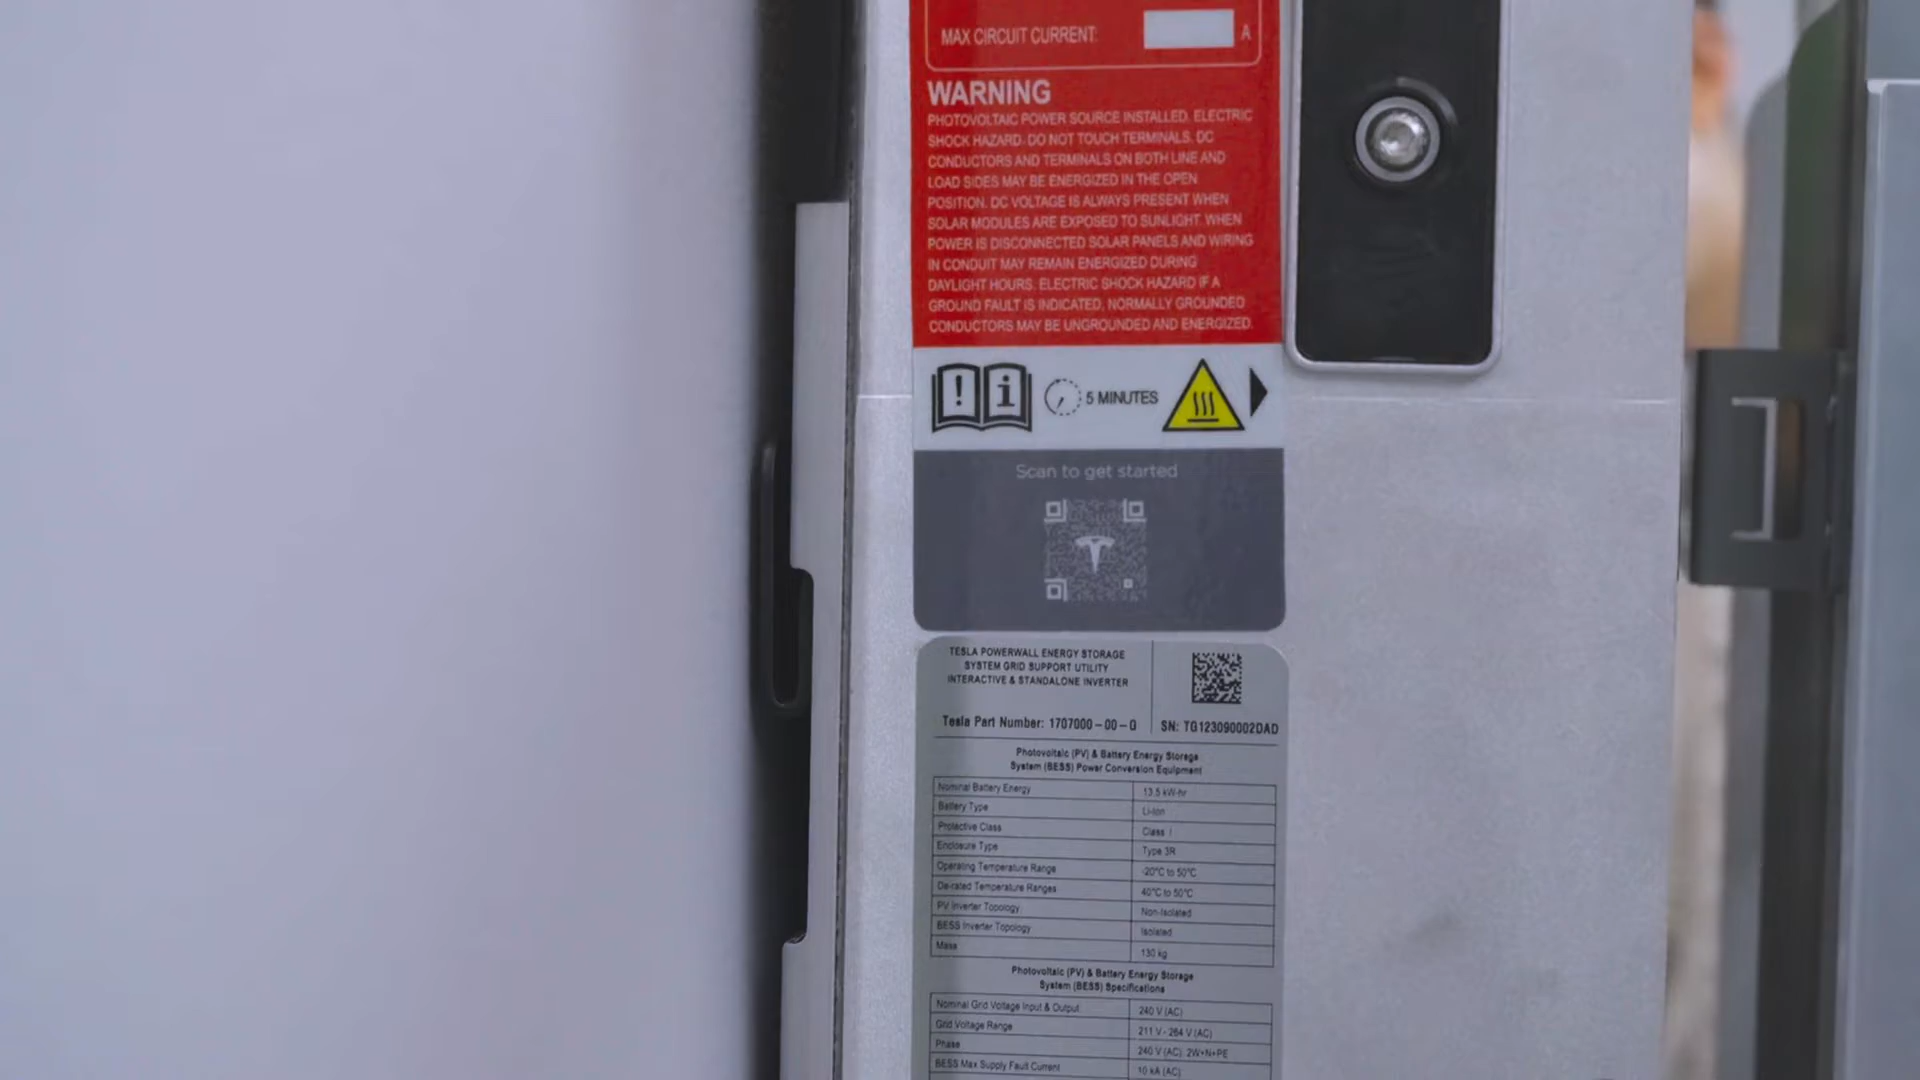 MAX CIRCUIT CURRENT: A
WARNING
PHOTOVOLTAIC POWER SOURCE INSTALLED. ELECTRIC
SHOCK HAZARD. DO NOT TOUCH TERMINALS. DC
CONDUCTORS AND TERMINALS ON BOTH LINE AND
LOAD SIDES MAY BE ENERGIZED IN THE OPEN
POSITION. DC VOLTAGE IS ALWAYS PRESENT WHEN
SOLAR MODULES ARE EXPOSED TO SUNLIGHT. WHEN
POWER IS DISCONNECTED SOLAR PANELS AND WIRING
IN CONDUIT MAY REMAIN ENERGIZED DURING
DAYLIGHT HOURS. ELECTRIC SHOCK HAZARD IF A
GROUND FAULT IS INDICATED, NORMALLY GROUNDED
CONDUCTORS MAY BE UNGROUNDED AND ENERGIZED.
5 MINUTES
Scan to get started
TESLA POWERWALL ENERGY STORAGE
SYSTEM GRID SUPPORT UTILITY
INTERACTIVE & STANDALONE INVERTER
Tesla Part Number: 1707000-00-G SN: TG123090002DAD
Photovoltaic (PV) & Battery Energy Storage
System (BESS) Power Conversion Equipment
Nominal Battery Energy 13.5 kW-hr
Battery Type Li-Ion
Protective Class Class I
Enclosure Type Type 3R
Operating Temperature Range -20°C to 50°C
De-rated Temperature Ranges 40°C to 50°C
PV Inverter Topology Non-Isolated
BESS Inverter Topology Isolated
Mass 130 kg
Photovoltaic (PV) & Battery Energy Storage
System (BESS) Specifications
Nominal Grid Voltage Input & Output 240 V (AC)
Grid Voltage Range 211 V - 264 V (AC)
Phase 240 V (AC): 2W+N+PE
BESS Max Supply Fault Current 10 kA (AC)